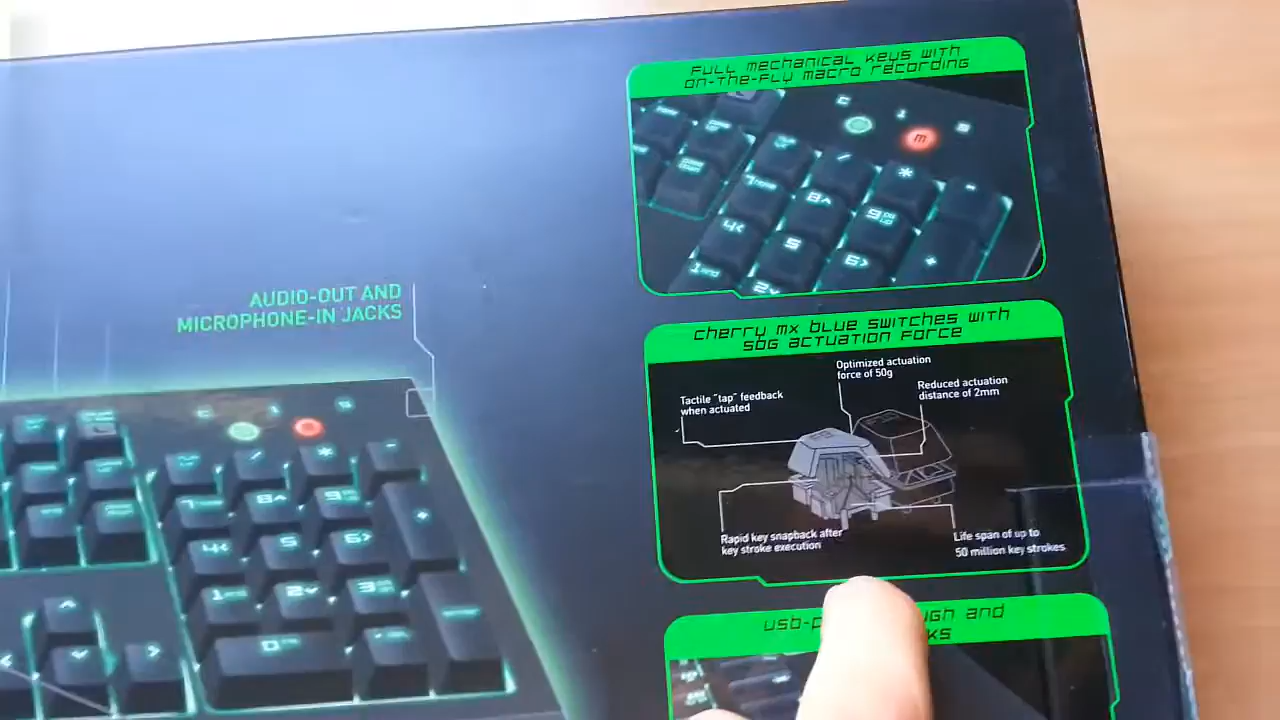 FULL mechanical keys with
on-the-fly macro recording
AUDIO-OUT AND
MICROPHONE-IN JACKS
cherry mx blue switches with
50G actuation force
Optimized actuation
force of 50g
Reduced actuation
distance of 2mm
Tactile "tap" feedback
when actuated
Rapid key snapback after
key stroke execution
Life span of up to
50 million key strokes
and